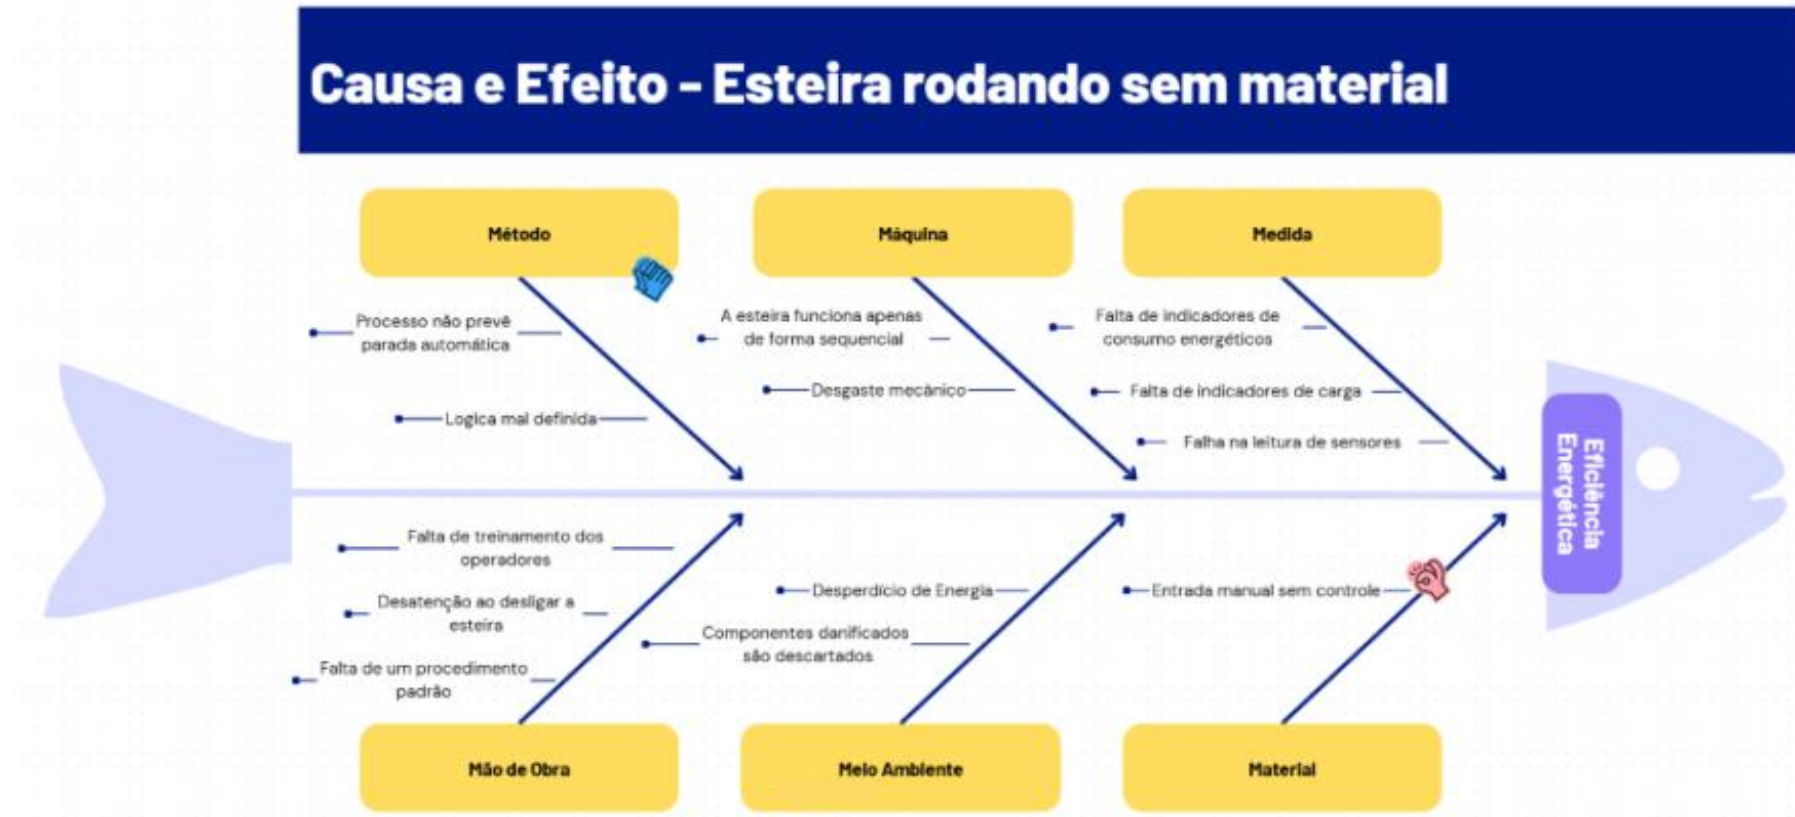 Causa e Efeito - Esteira rodando sem material
Método
Máquina
Medida
Processo não prevê
parada automática
Logica mal definida
A esteira funciona apenas
de forma sequencial
Desgaste mecânico
Falta de indicadores de
consumo energéticos
Falta de indicadores de carga
Falha na leitura de sensores
Eficiência
Energética
Falta de treinamento dos
operadores
Desatenção ao desligar a
esteira
Falta de um procedimento
padrão
Desperdício de Energia
Componentes danificados
são descartados
Entrada manual sem controle
Mão de Obra
Meio Ambiente
Material